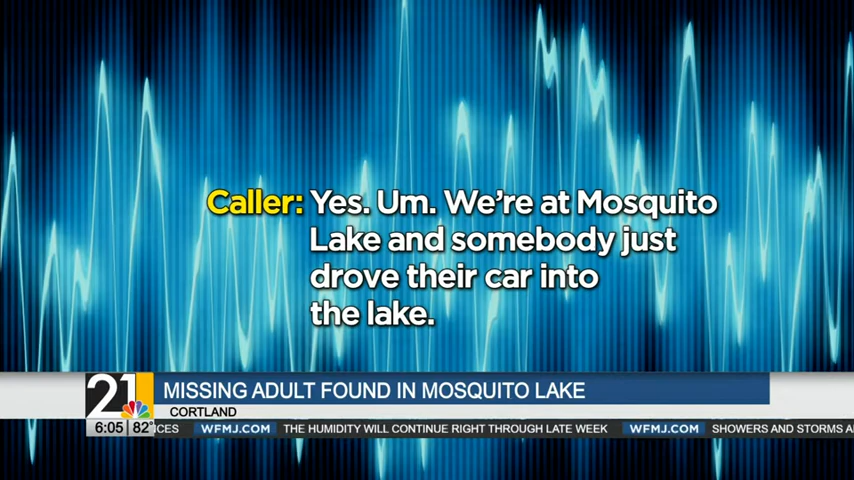 Caller: Yes. Um. We're at Mosquito
Lake and somebody just
drove their car into
the lake.
21
MISSING ADULT FOUND IN MOSQUITO LAKE
CORTLAND
6:05 82°
WFMJ.COM THE HUMIDITY WILL CONTINUE RIGHT THROUGH LATE WEEK WFMJ.COM SHOWERS AND STORMS